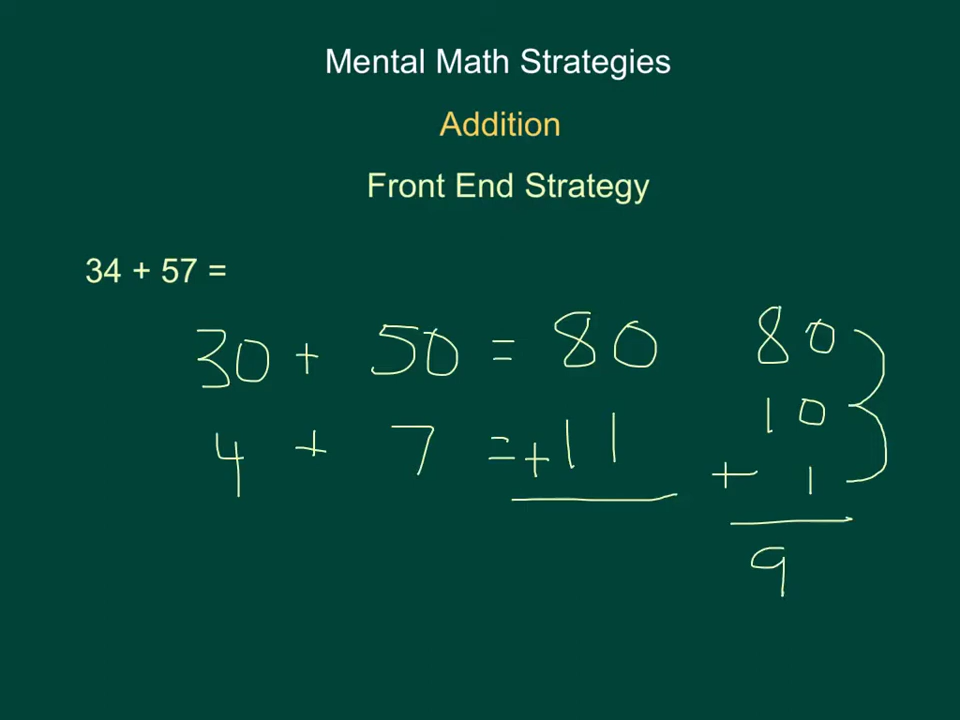 Mental Math Strategies
Addition
Front End Strategy
34 + 57 =
30 + 50 = 80
4 + 7 = +11
80
10
+ 1
9